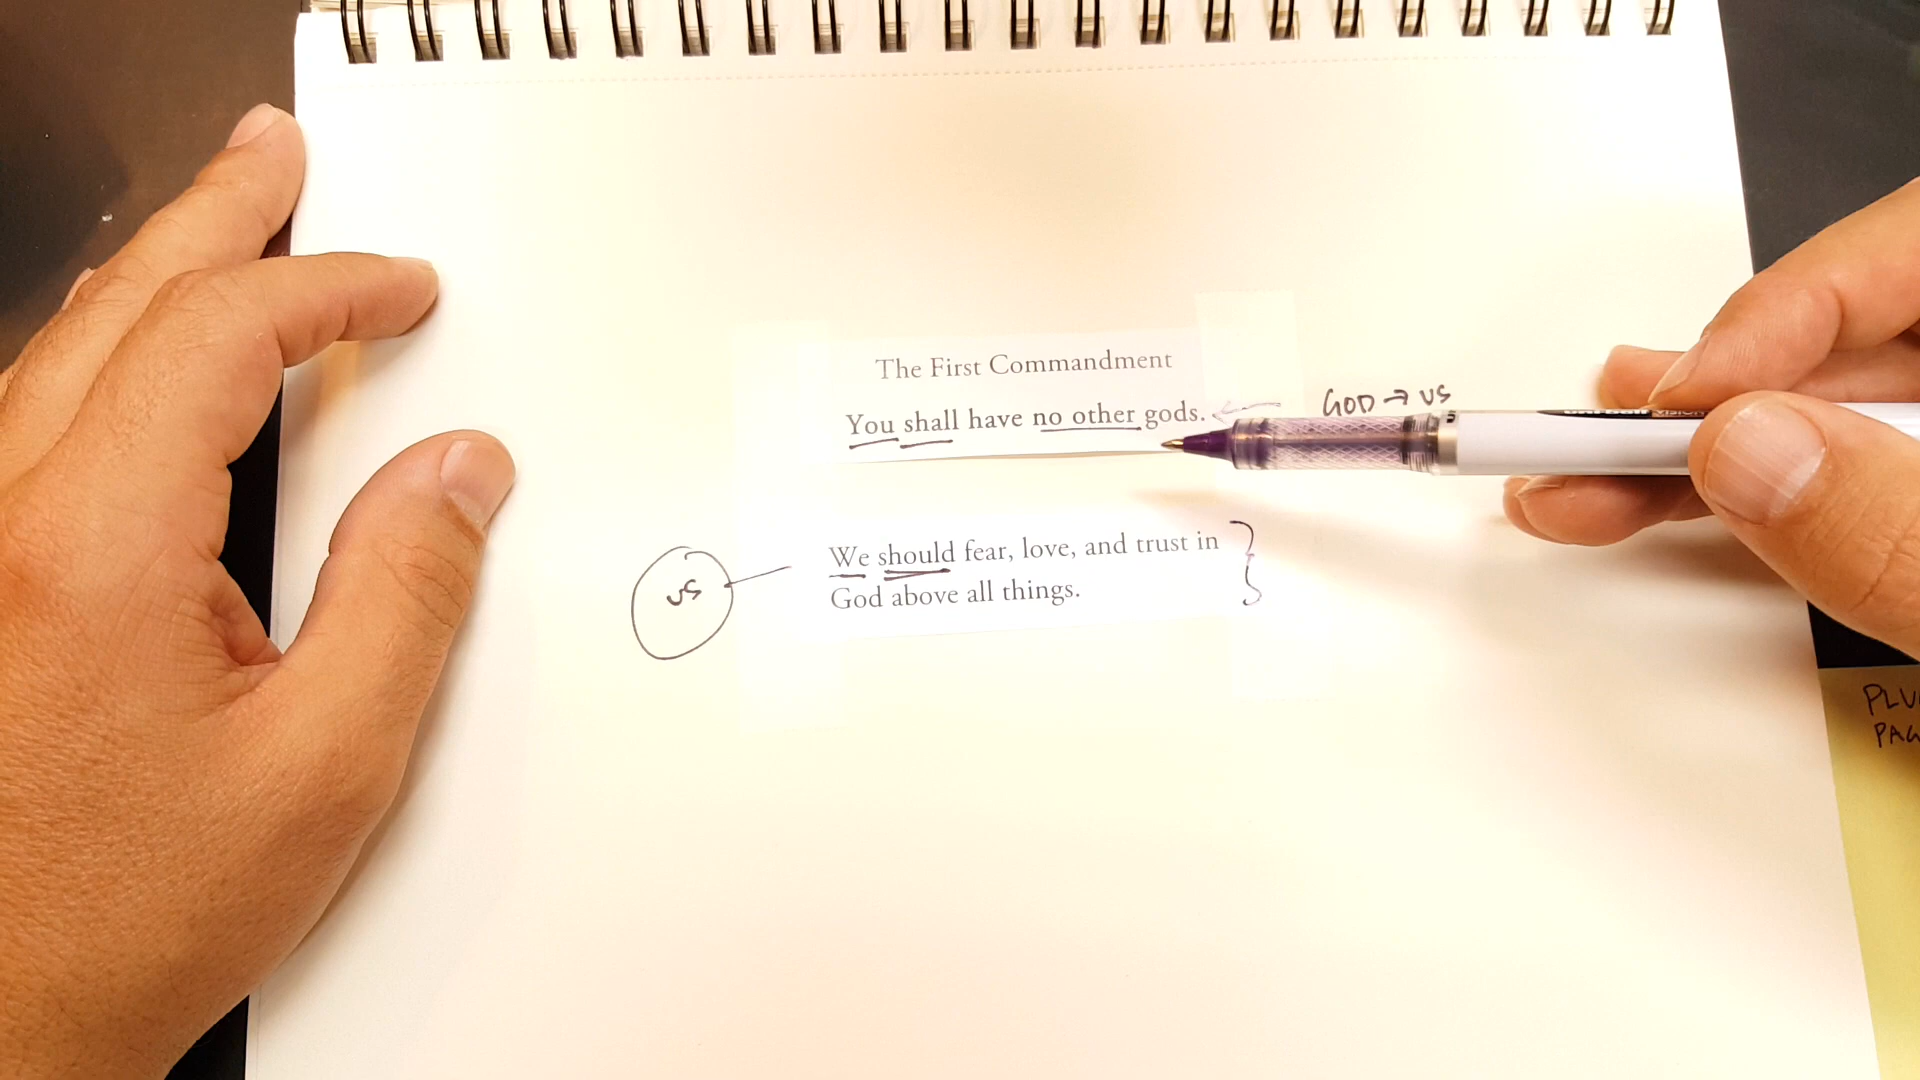 The First Commandment
You shall have no other gods.
GOD → US
We should fear, love, and trust in
God above all things.
US